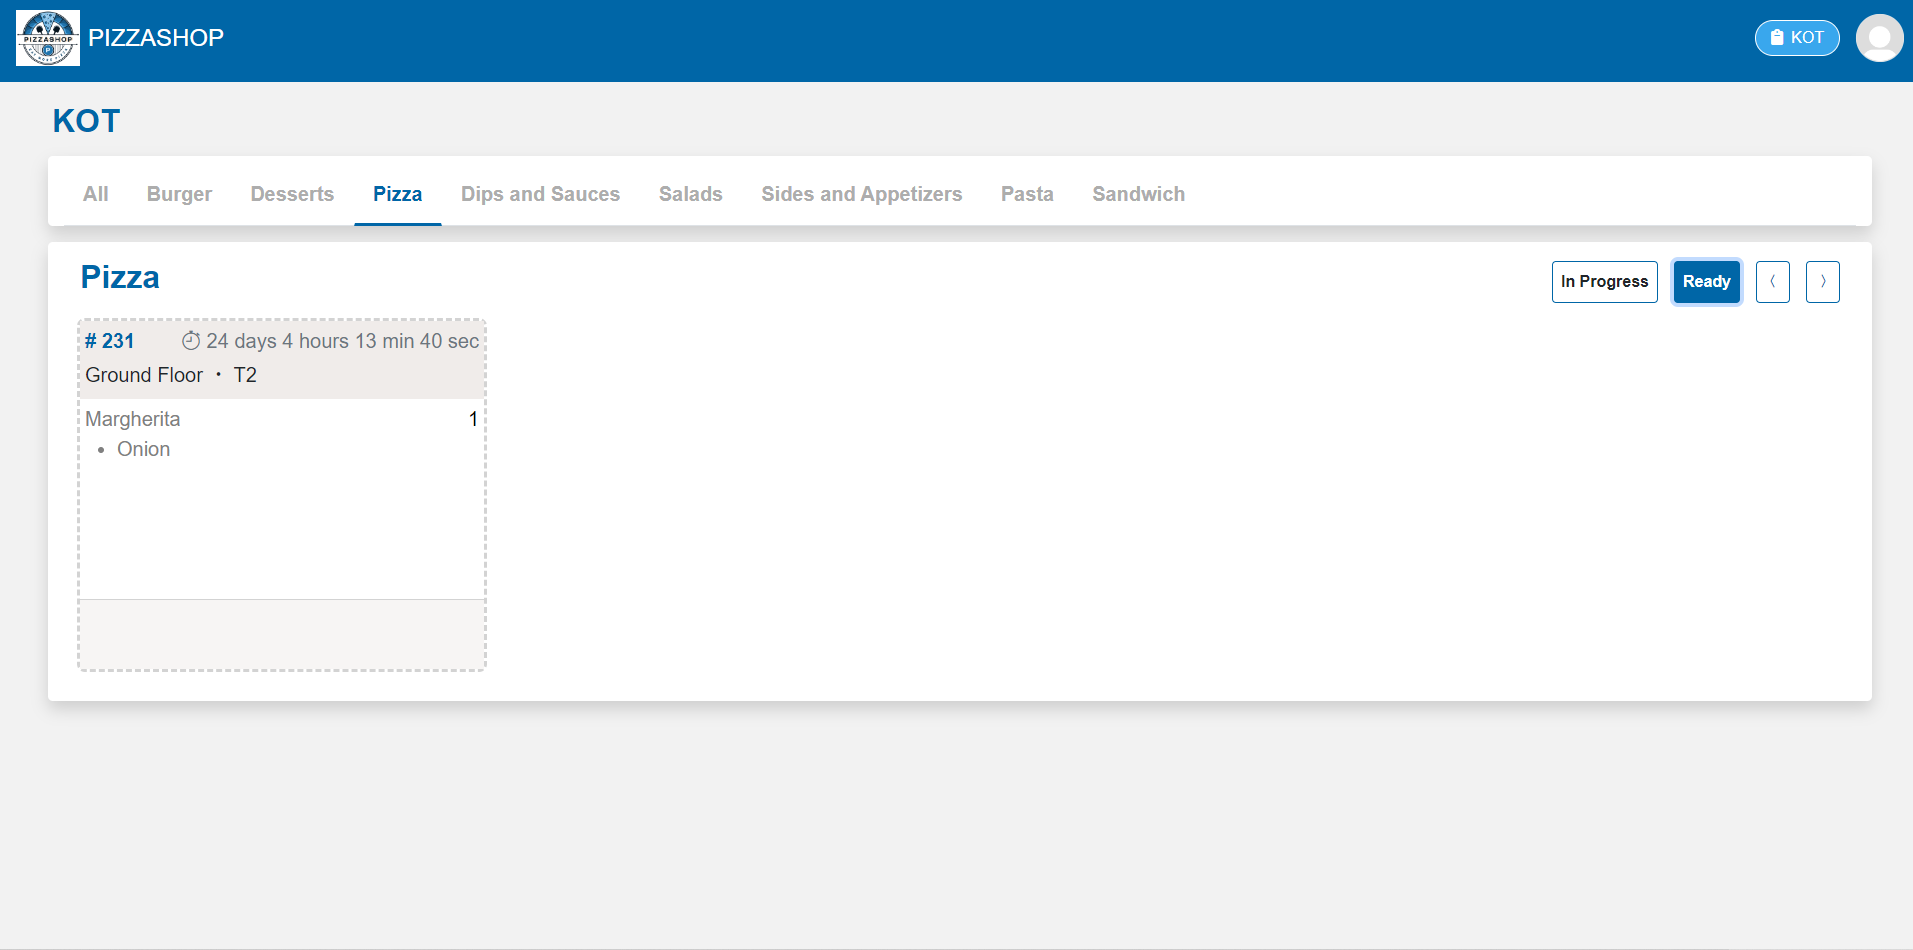 PIZZASHOP
PIZZASHOP
KOT
KOT
All Burger Desserts Pizza Dips and Sauces Salads Sides and Appetizers Pasta Sandwich
Pizza
In Progress Ready 〈 〉
# 231 24 days 4 hours 13 min 40 sec
Ground Floor • T2
Margherita 1
• Onion